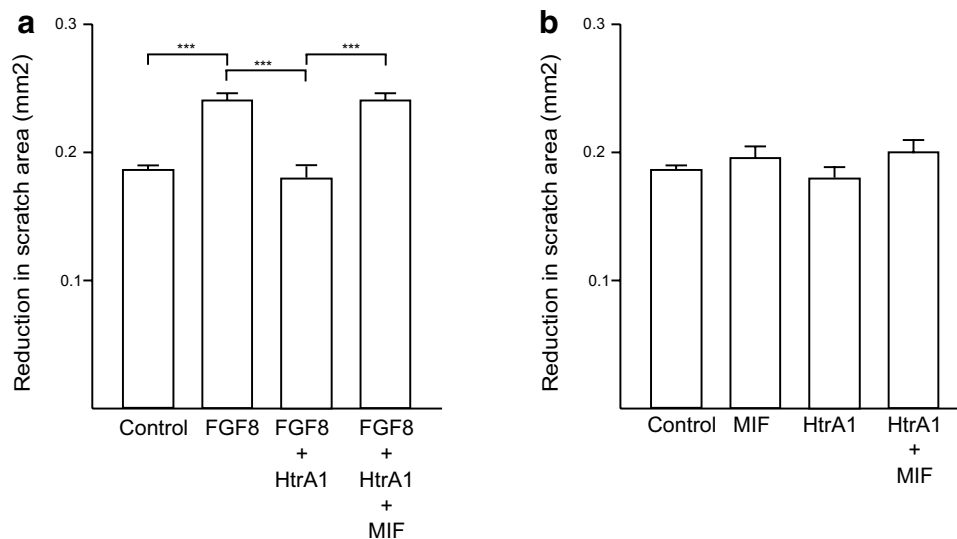 a
0.3
0.2
0.1
Reduction in scratch area (mm2)
***
***
***
Control
FGF8
FGF8
+
HtrA1
FGF8
+
HtrA1
+
MIF
b
0.3
0.2
0.1
Reduction in scratch area (mm2)
Control
MIF
HtrA1
HtrA1
+
MIF